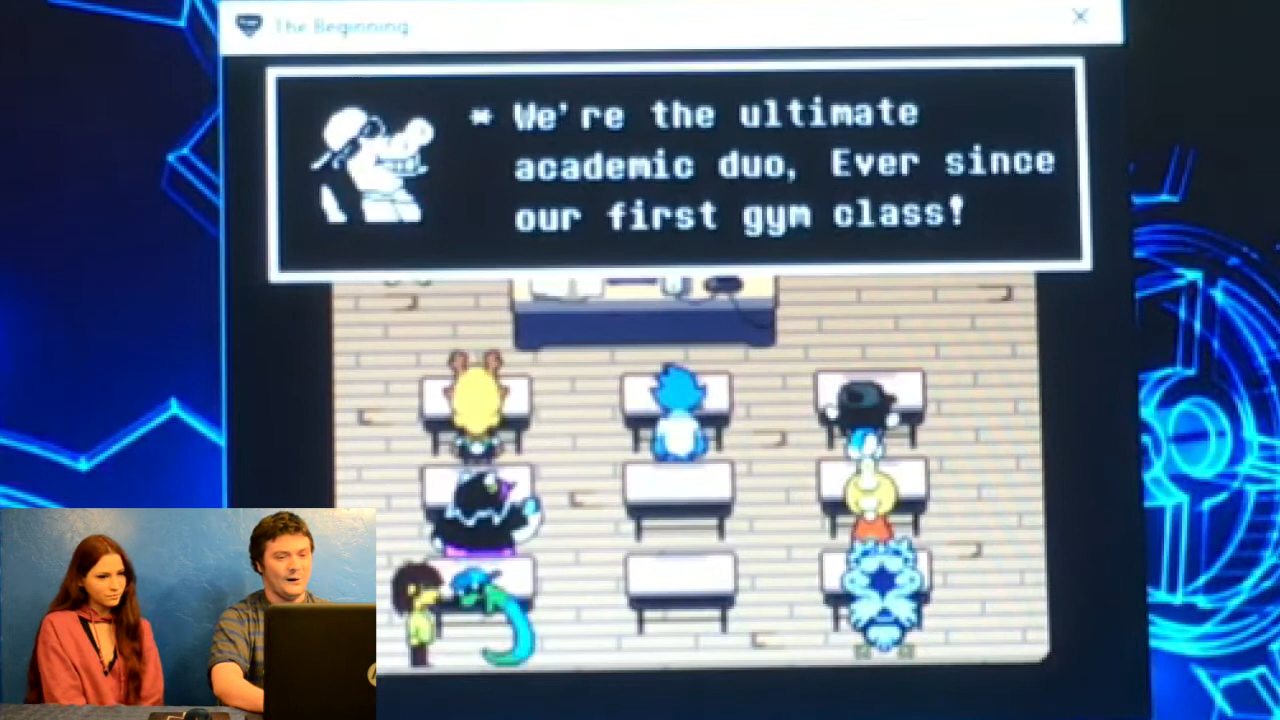 The Beginning
* We're the ultimate
academic duo, Ever since
our first gym class!